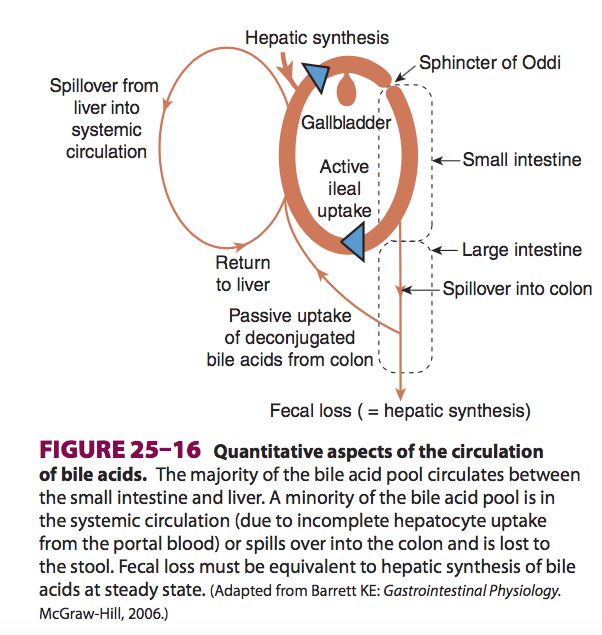 Hepatic synthesis
Sphincter of Oddi
Spillover from
liver into
systemic
circulation
Gallbladder
Active
ileal
uptake
Small intestine
Return
to liver
Large intestine
Spillover into colon
Passive uptake
of deconjugated
bile acids from colon
Fecal loss ( = hepatic synthesis)
FIGURE 25–16 Quantitative aspects of the circulation
of bile acids. The majority of the bile acid pool circulates between
the small intestine and liver. A minority of the bile acid pool is in
the systemic circulation (due to incomplete hepatocyte uptake
from the portal blood) or spills over into the colon and is lost to
the stool. Fecal loss must be equivalent to hepatic synthesis of bile
acids at steady state. (Adapted from Barrett KE: Gastrointestinal Physiology.
McGraw-Hill, 2006.)